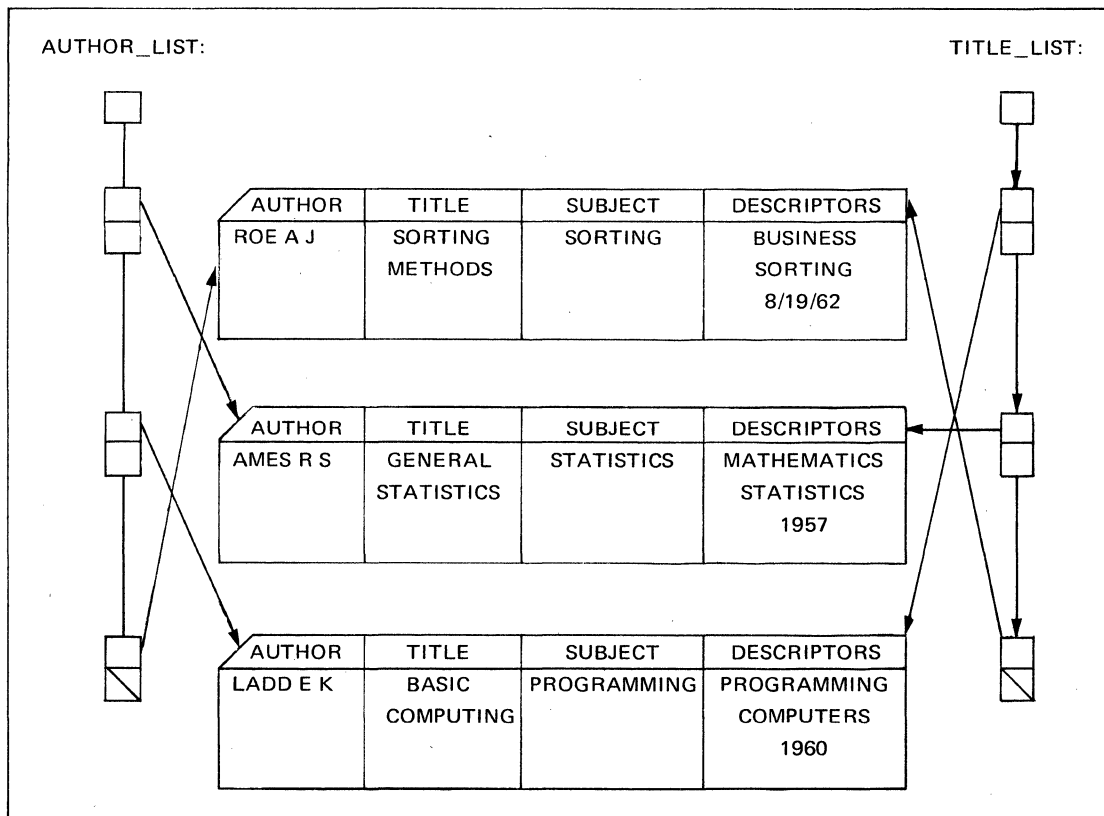 AUTHOR_LIST: TITLE_LIST:
AUTHOR TITLE SUBJECT DESCRIPTORS
ROE A J SORTING SORTING BUSINESS
METHODS SORTING
8/19/62
AUTHOR TITLE SUBJECT DESCRIPTORS
AMES R S GENERAL STATISTICS MATHEMATICS
STATISTICS STATISTICS
1957
AUTHOR TITLE SUBJECT DESCRIPTORS
LADD E K BASIC PROGRAMMING PROGRAMMING
COMPUTING COMPUTERS
1960